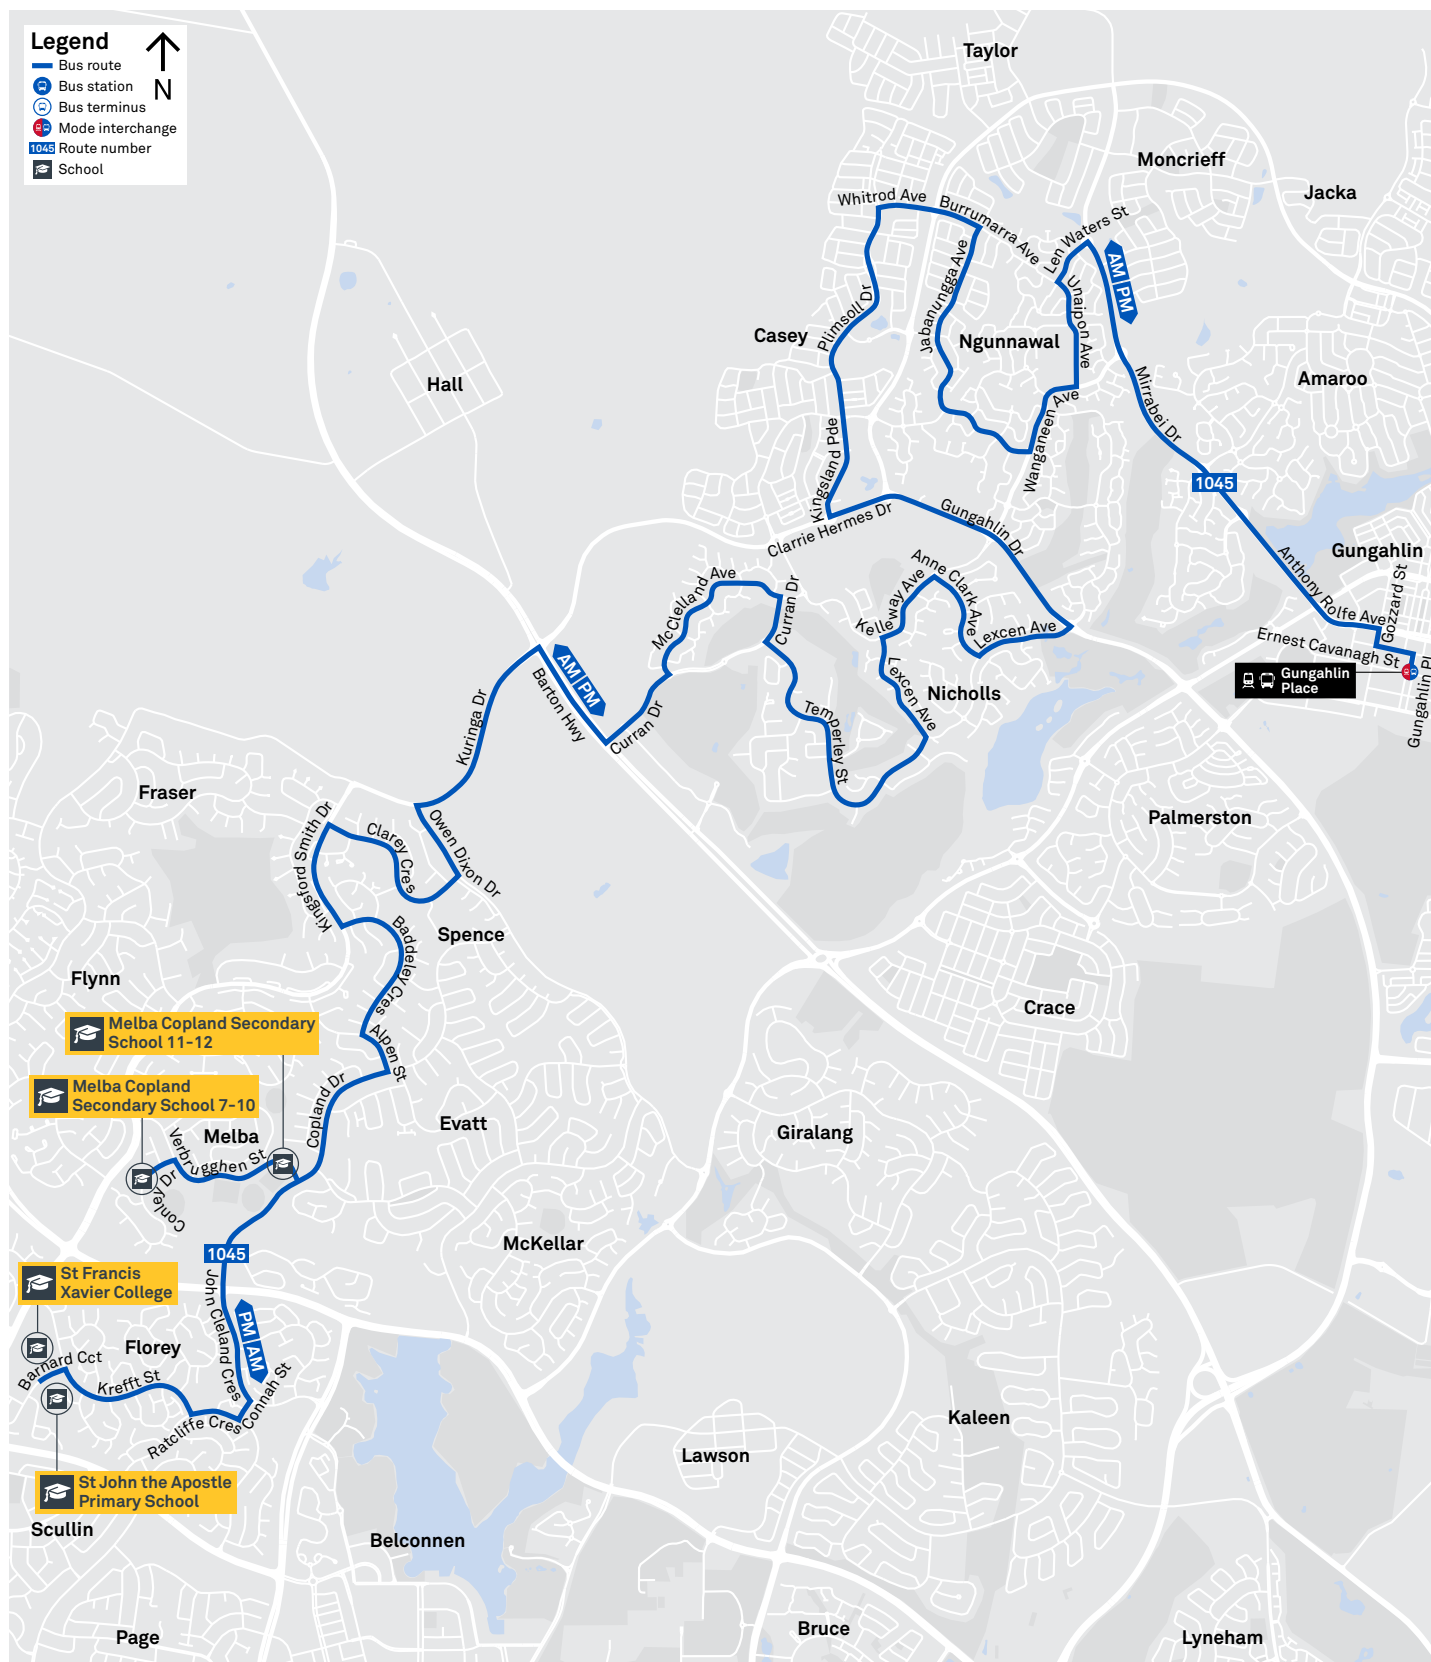 Legend
N
Bus route
Bus station
Bus terminus
Mode interchange
1045 Route number
School
Taylor
Moncrieff
Jacka
Whitrod Ave
Burrumarra Ave
Len Waters St
AM | PM
Unaipon Ave
Jabanungga Ave
Plimsoll Dr
Casey
Ngunnawal
Hall
Amaroo
Mirrabei Dr
Wanganeen Ave
Kingsland Pde
1045
Clarrie Hermes Dr
Gungahlin Dr
Gungahlin
Anthony Rolfe Ave
Gozzard St
Ernest Cavanagh St
Gungahlin Pl
Gungahlin
Place
Anne Clark Ave
Kelleway Ave
Lexcen Ave
Lexcen Ave
Nicholls
McClelland Ave
Curran Dr
Temperley St
AM | PM
Barton Hwy
Curran Dr
Kuringa Dr
Fraser
Palmerston
Owen Dixon Dr
Clarey Cres
Kingsford Smith Dr
Spence
Baddeley Cres
Flynn
Crace
Melba Copland Secondary
School 11-12
Alpen St
Melba Copland
Secondary School 7-10
Copland Dr
Evatt
Giralang
Melba
Verbrugghen St
Conley Dr
McKellar
1045
St Francis
Xavier College
John Cleland Cres
PM | AM
Florey
Barnard Cct
Krefft St
Connah St
Ratcliffe Cres
Kaleen
Lawson
St John the Apostle
Primary School
Scullin
Belconnen
Bruce
Page
Lyneham